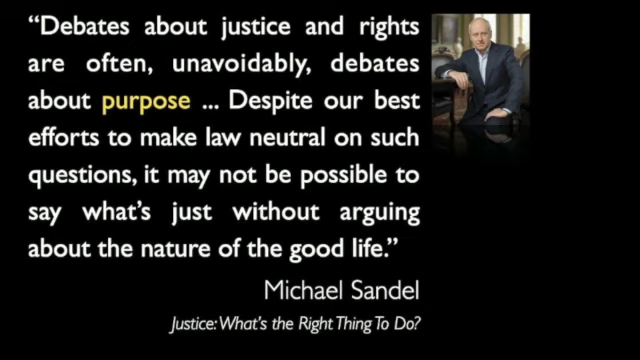 “Debates about justice and rights
are often, unavoidably, debates
about purpose ... Despite our best
efforts to make law neutral on such
questions, it may not be possible to
say what’s just without arguing
about the nature of the good life.”
Michael Sandel
Justice: What’s the Right Thing To Do?